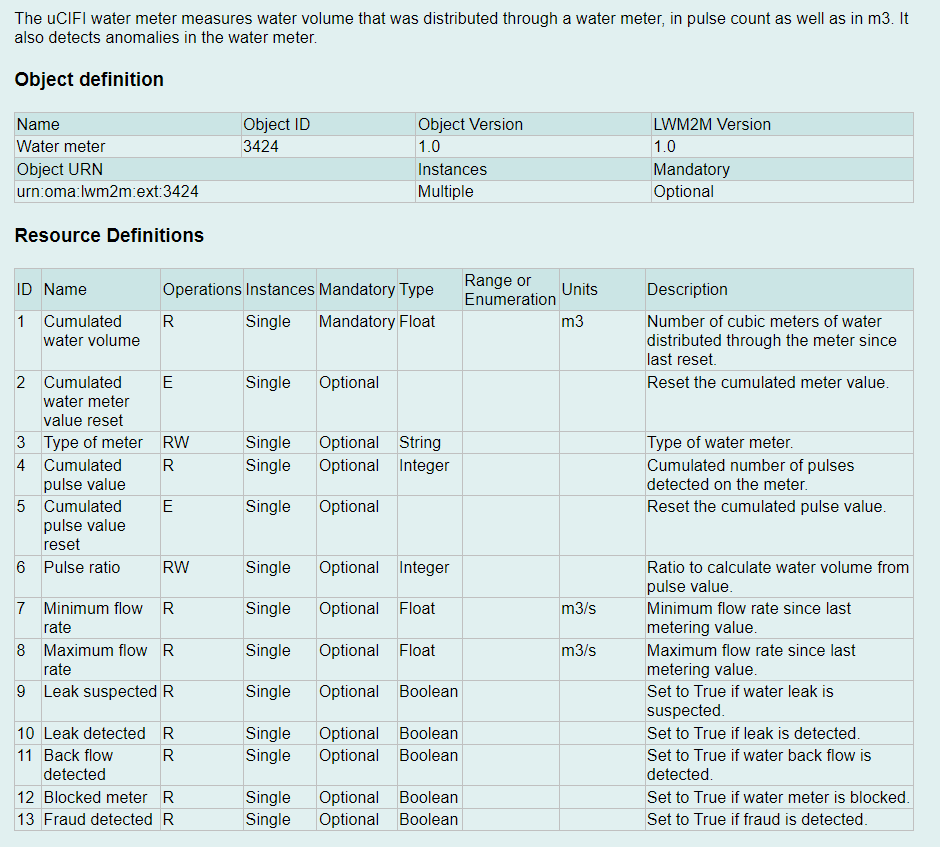 The uCIFI water meter measures water volume that was distributed through a water meter, in pulse count as well as in m3. It
also detects anomalies in the water meter.
Object definition
Name Object ID Object Version LWM2M Version
Water meter 3424 1.0 1.0
Object URN Instances Mandatory
urn:oma:lwm2m:ext:3424 Multiple Optional
Resource Definitions
ID Name Operations Instances Mandatory Type Range or Enumeration Units Description
1 Cumulated water volume R Single Mandatory Float m3 Number of cubic meters of water distributed through the meter since last reset.
2 Cumulated water meter value reset E Single Optional Reset the cumulated meter value.
3 Type of meter RW Single Optional String Type of water meter.
4 Cumulated pulse value R Single Optional Integer Cumulated number of pulses detected on the meter.
5 Cumulated pulse value reset E Single Optional Reset the cumulated pulse value.
6 Pulse ratio RW Single Optional Integer Ratio to calculate water volume from pulse value.
7 Minimum flow rate R Single Optional Float m3/s Minimum flow rate since last metering value.
8 Maximum flow rate R Single Optional Float m3/s Maximum flow rate since last metering value.
9 Leak suspected R Single Optional Boolean Set to True if water leak is suspected.
10 Leak detected R Single Optional Boolean Set to True if leak is detected.
11 Back flow detected R Single Optional Boolean Set to True if water back flow is detected.
12 Blocked meter R Single Optional Boolean Set to True if water meter is blocked.
13 Fraud detected R Single Optional Boolean Set to True if fraud is detected.